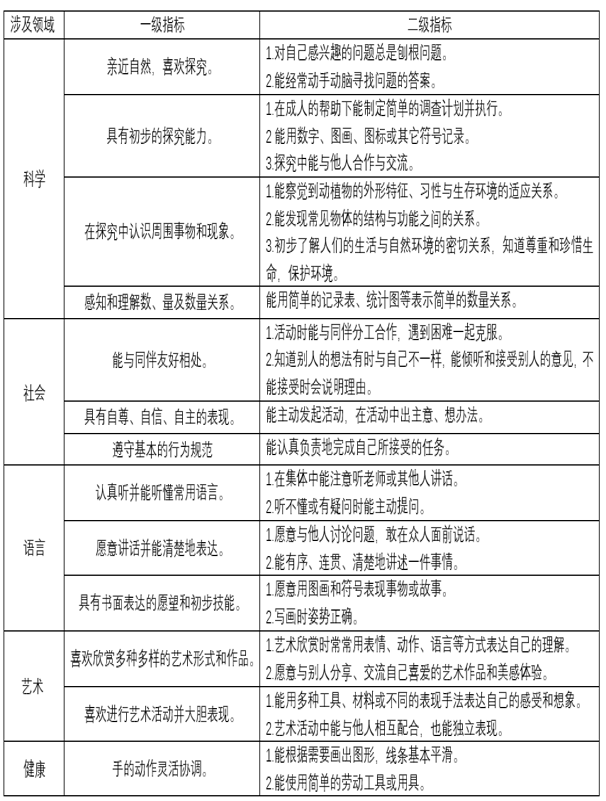 涉及领域 一级指标 二级指标
科学
亲近自然，喜欢探究。
1.对自己感兴趣的问题总是刨根问题。
2.能经常动手动脑寻找问题的答案。
具有初步的探究能力。
1.在成人的帮助下能制定简单的调查计划并执行。
2 能用数字、图画、图标或其它符号记录。
3.探究中能与他人合作与交流。
在探究中认识周围事物和现象。
1.能察觉到动植物的外形特征、习性与生存环境的适应关系。
2.能发现常见物体的结构与功能之间的关系。
3.初步了解人们的生活与自然环境的密切关系，知道尊重和珍惜生
命，保护环境。
感知和理解数、量及数量关系。
能用简单的记录表、统计图等表示简单的数量关系。
社会
能与同伴友好相处。
1.活动时能与同伴分工合作，遇到困难一起克服。
2.知道别人的想法有时与自己不一样，能倾听和接受别人的意见，不
能接受时会说明理由。
具有自尊、自信、自主的表现。
能主动发起活动，在活动中出主意、想办法。
遵守基本的行为规范
能认真负责地完成自己所接受的任务。
语言
认真听并能听懂常用语言。
1.在集体中能注意听老师或其他人讲话。
2.听不懂或有疑问时能主动提问。
愿意讲话并能清楚地表达。
1.愿意与他人讨论问题，敢在众人面前说话。
2.能有序、连贯、清楚地讲述一件事情。
具有书面表达的愿望和初步技能。
1.愿意用图画和符号表现事物或故事。
2.写画时姿势正确。
艺术
喜欢欣赏多种多样的艺术形式和作品。
1.艺术欣赏时常常用表情、动作、语言等方式表达自己的理解。
2.愿意与别人分享、交流自己喜爱的艺术作品和美感体验。
喜欢进行艺术活动并大胆表现。
1.能用多种工具、材料或不同的表现手法表达自己的感受和想象。
2.艺术活动中能与他人相互配合，也能独立表现。
健康
手的动作灵活协调。
1.能根据需要画出图形，线条基本平滑。
2.能使用简单的劳动工具或用具。